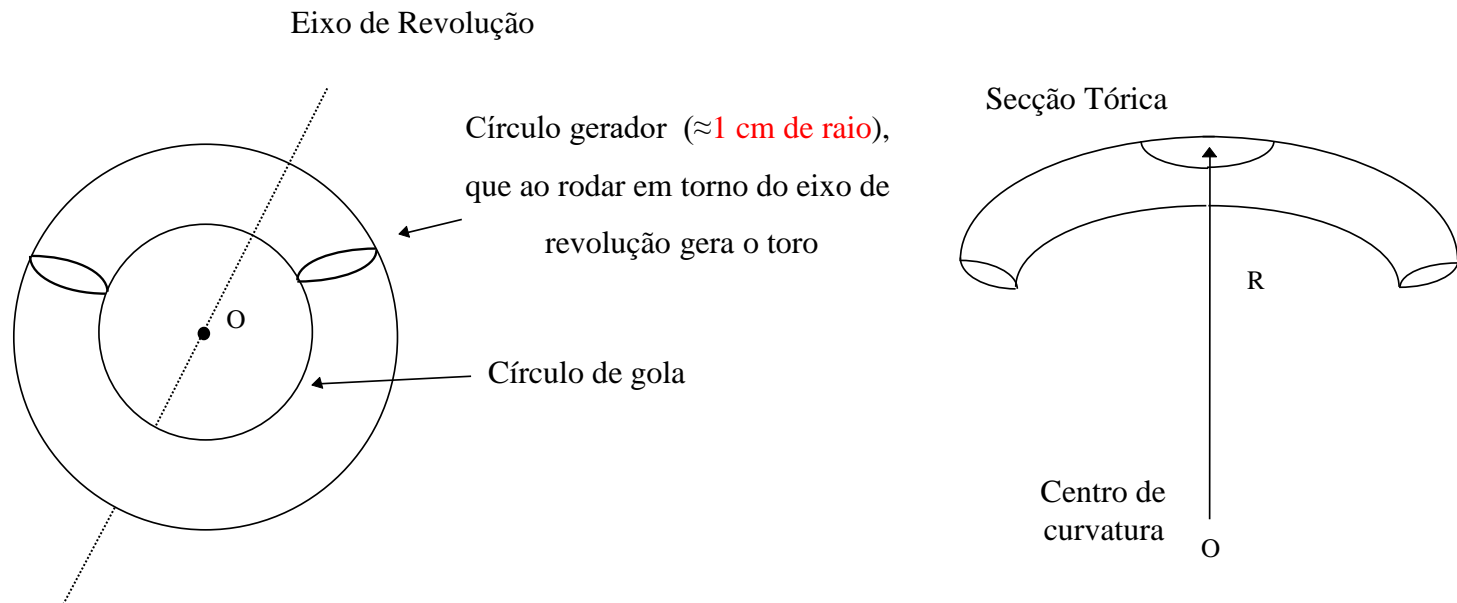 Eixo de Revolução
Círculo gerador (≈1 cm de raio),
que ao rodar em torno do eixo de
revolução gera o toro
O
Círculo de gola
Secção Tórica
R
Centro de
curvatura
O